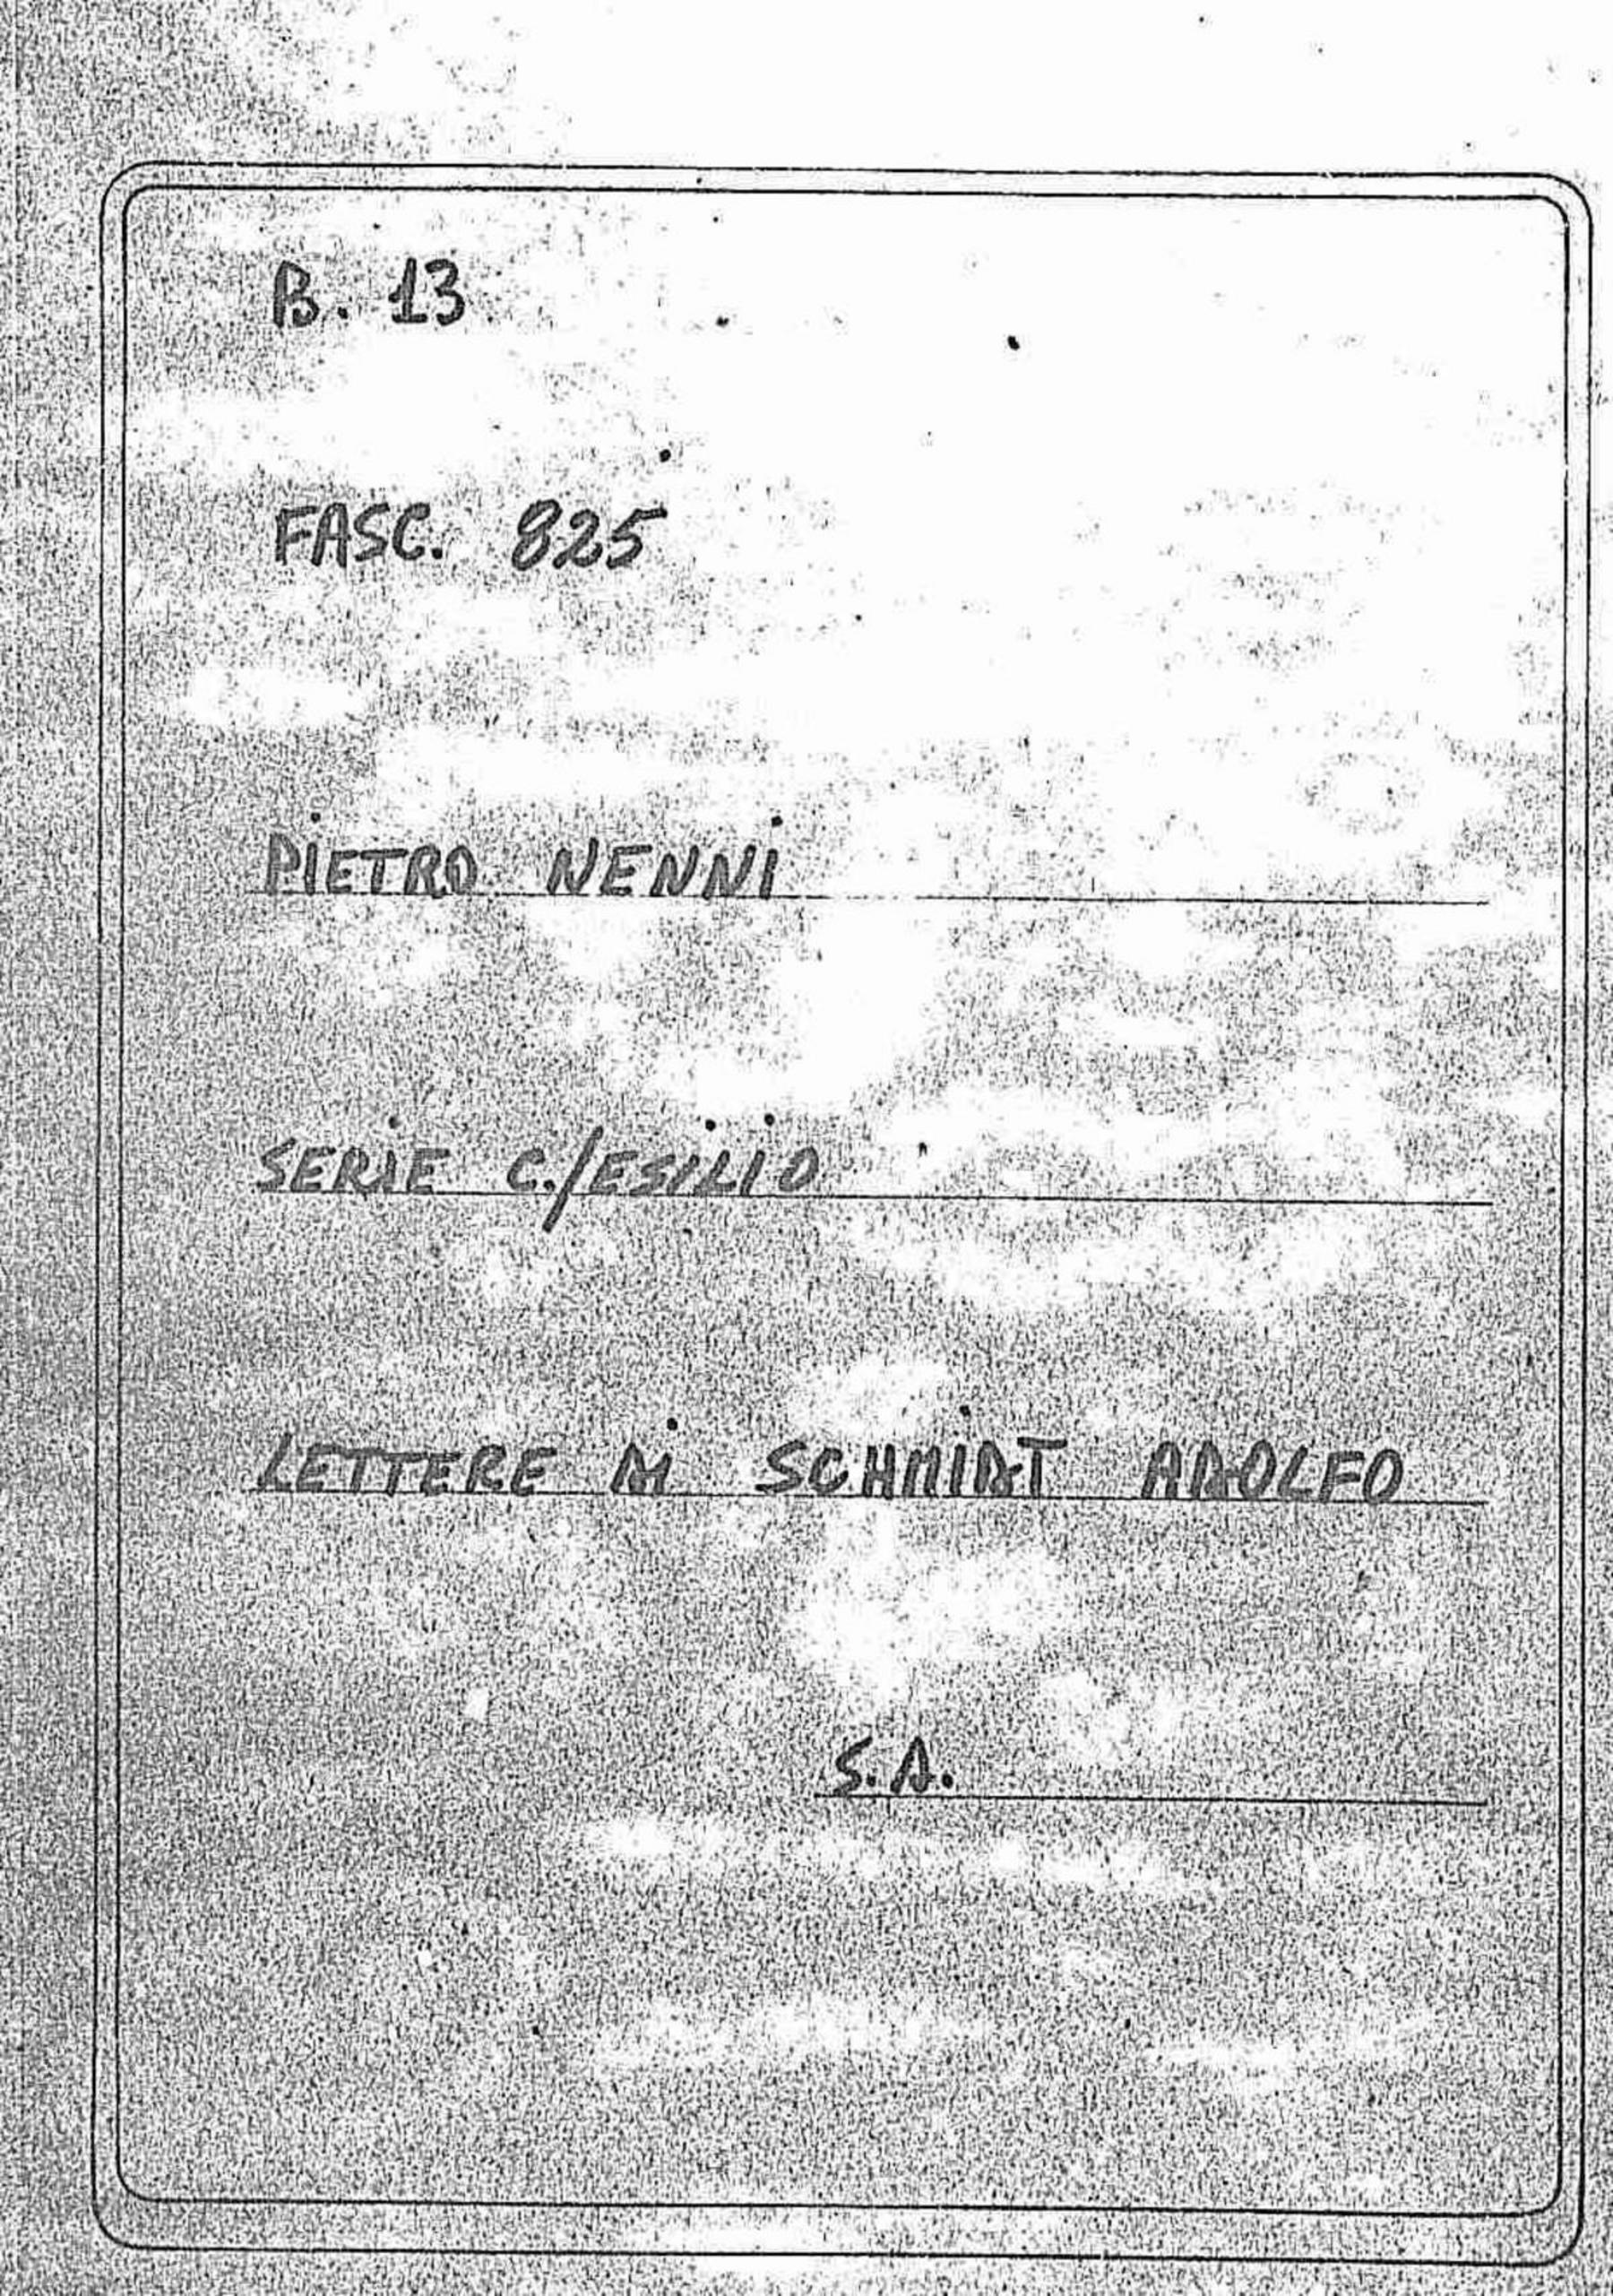 B. 13
FASC. 825
PIETRO NENNI
SERIE C./ESILIO
LETTERE DI SCHMIDT ADOLFO
S.D.